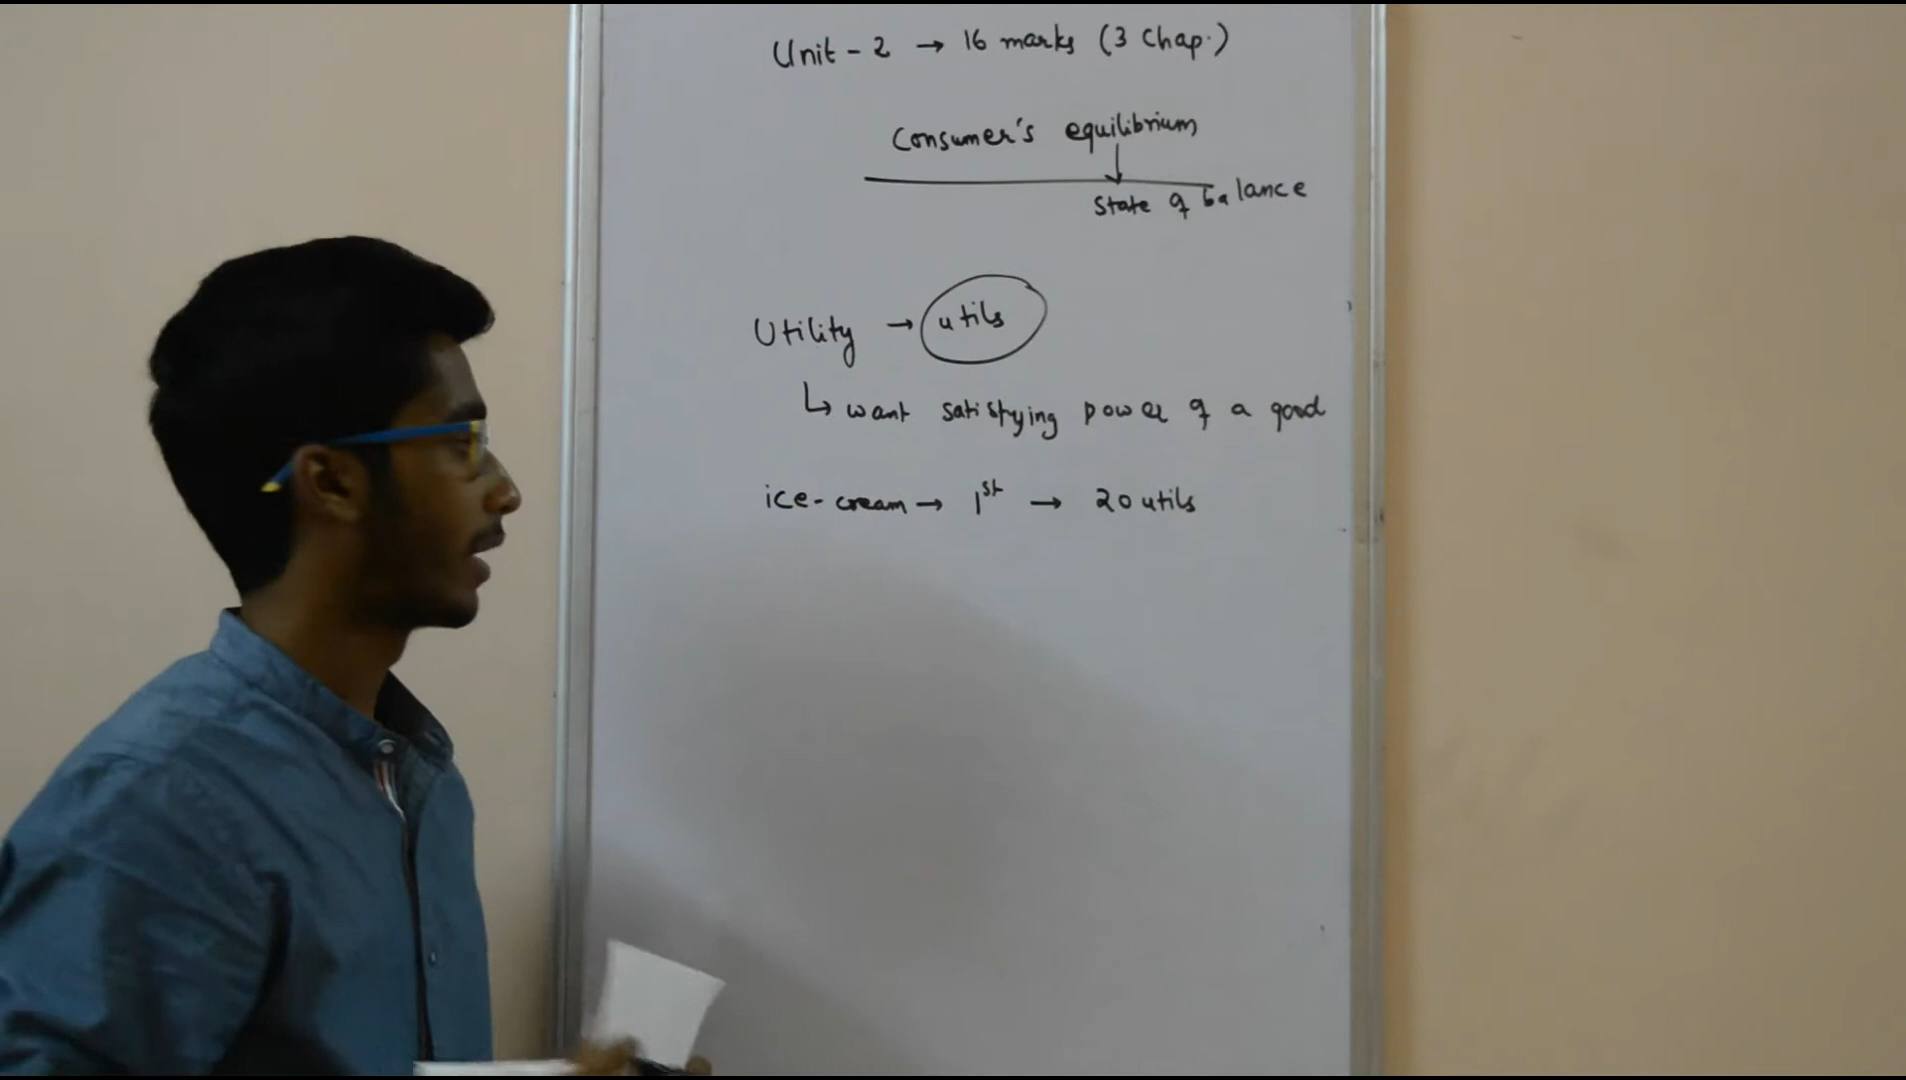 Unit - 2 → 16 marks (3 Chap.)
Consumer's equilibrium
↓
State of balance
Utility → utils
↳ want satisfying power of a good
ice-cream → 1st → 20 utils